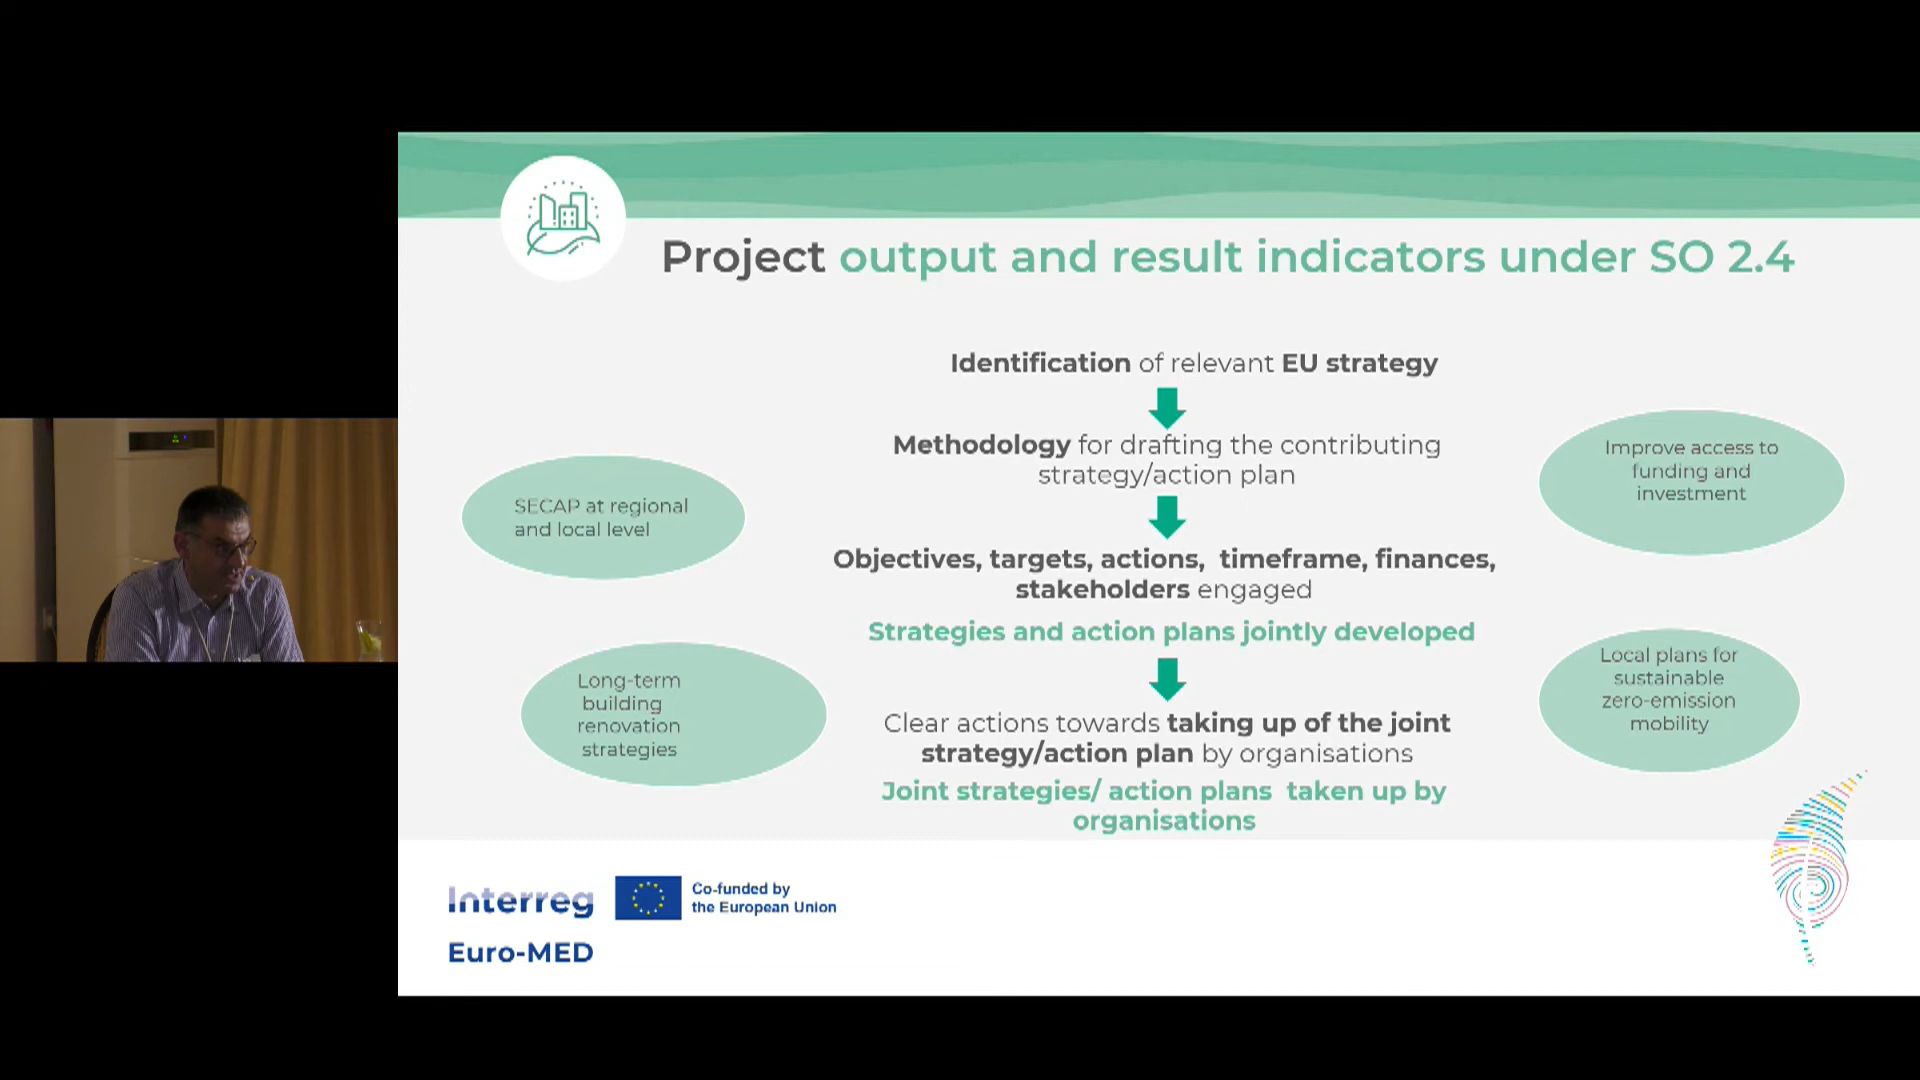 Project output and result indicators under SO 2.4
Identification of relevant EU strategy
Methodology for drafting the contributing
strategy/action plan
Objectives, targets, actions, timeframe, finances,
stakeholders engaged
Strategies and action plans jointly developed
Clear actions towards taking up of the joint
strategy/action plan by organisations
Joint strategies/ action plans taken up by
organisations
SECAP at regional
and local level
Long-term
building
renovation
strategies
Improve access to
funding and
investment
Local plans for
sustainable
zero-emission
mobility
Interreg
Co-funded by
the European Union
Euro-MED